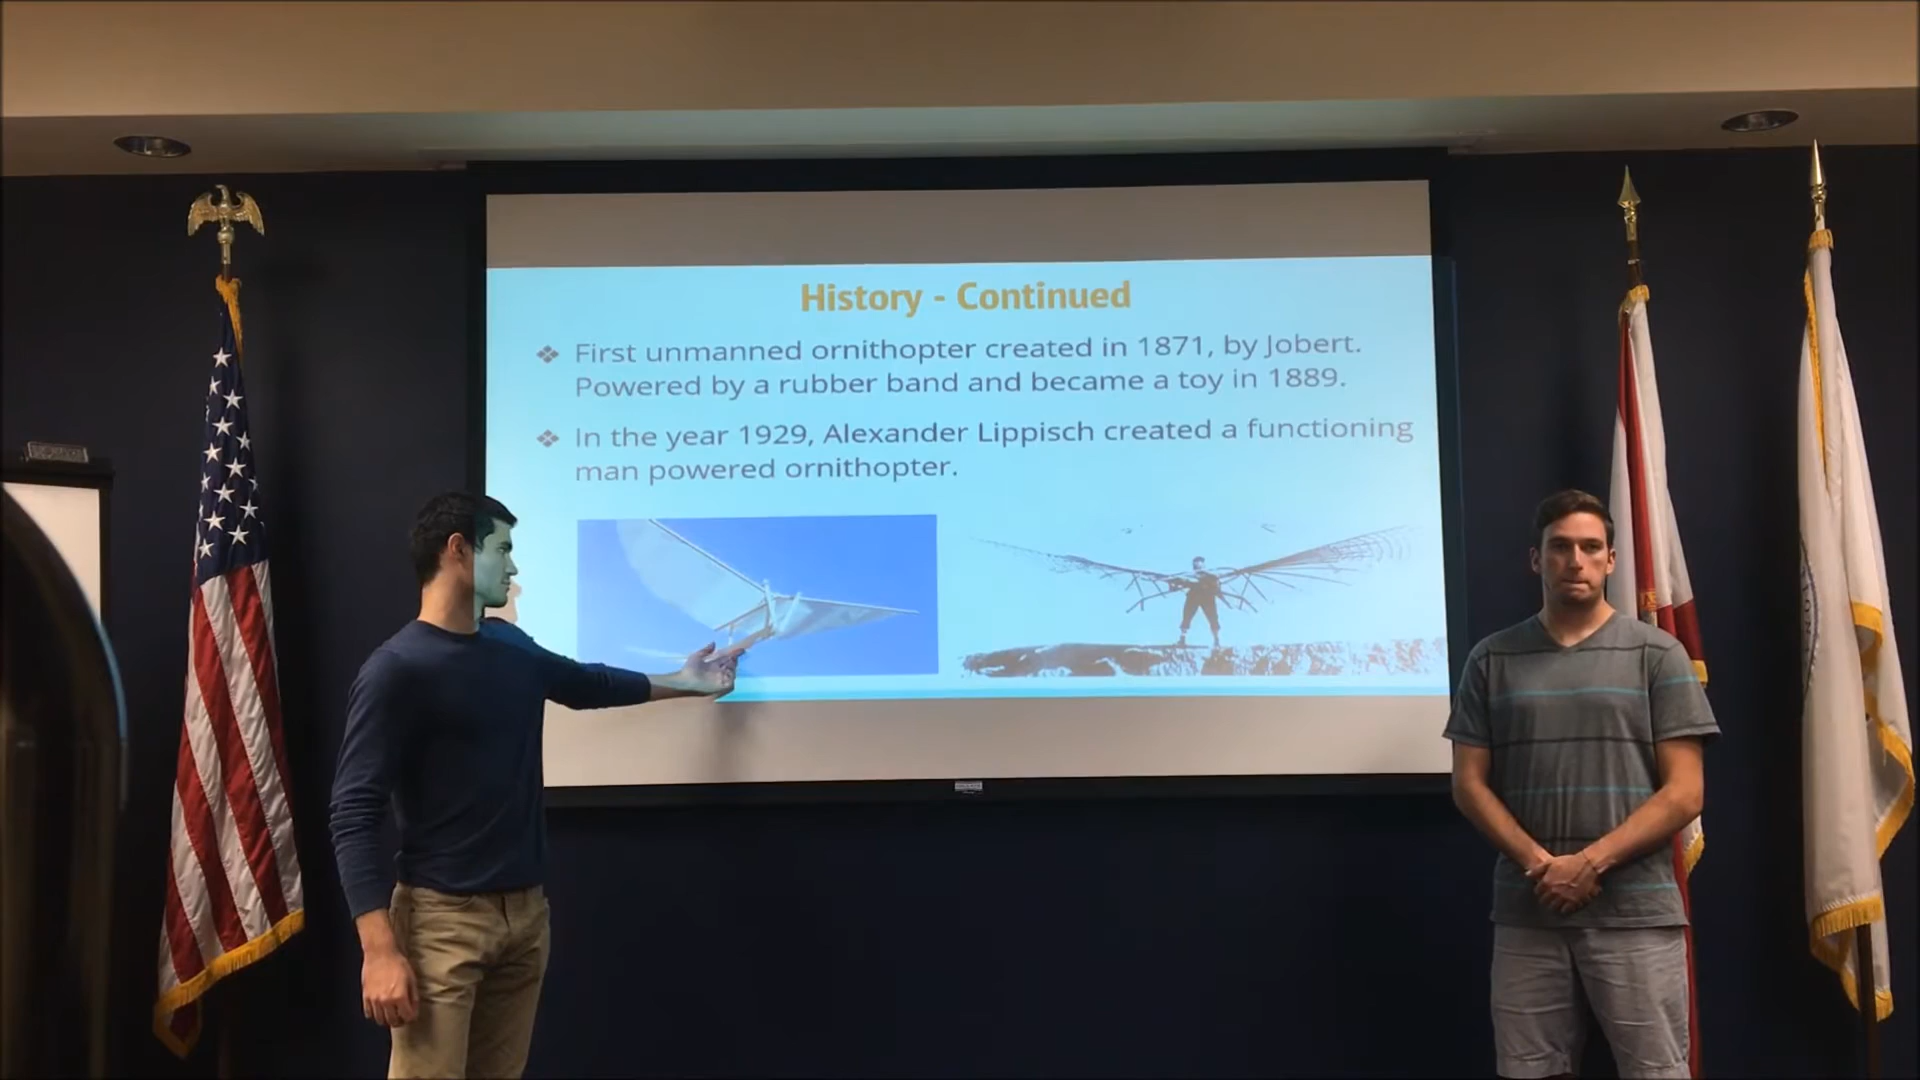 History - Continued
❖ First unmanned ornithopter created in 1871, by Jobert.
Powered by a rubber band and became a toy in 1889.
❖ In the year 1929, Alexander Lippisch created a functioning
man powered ornithopter.